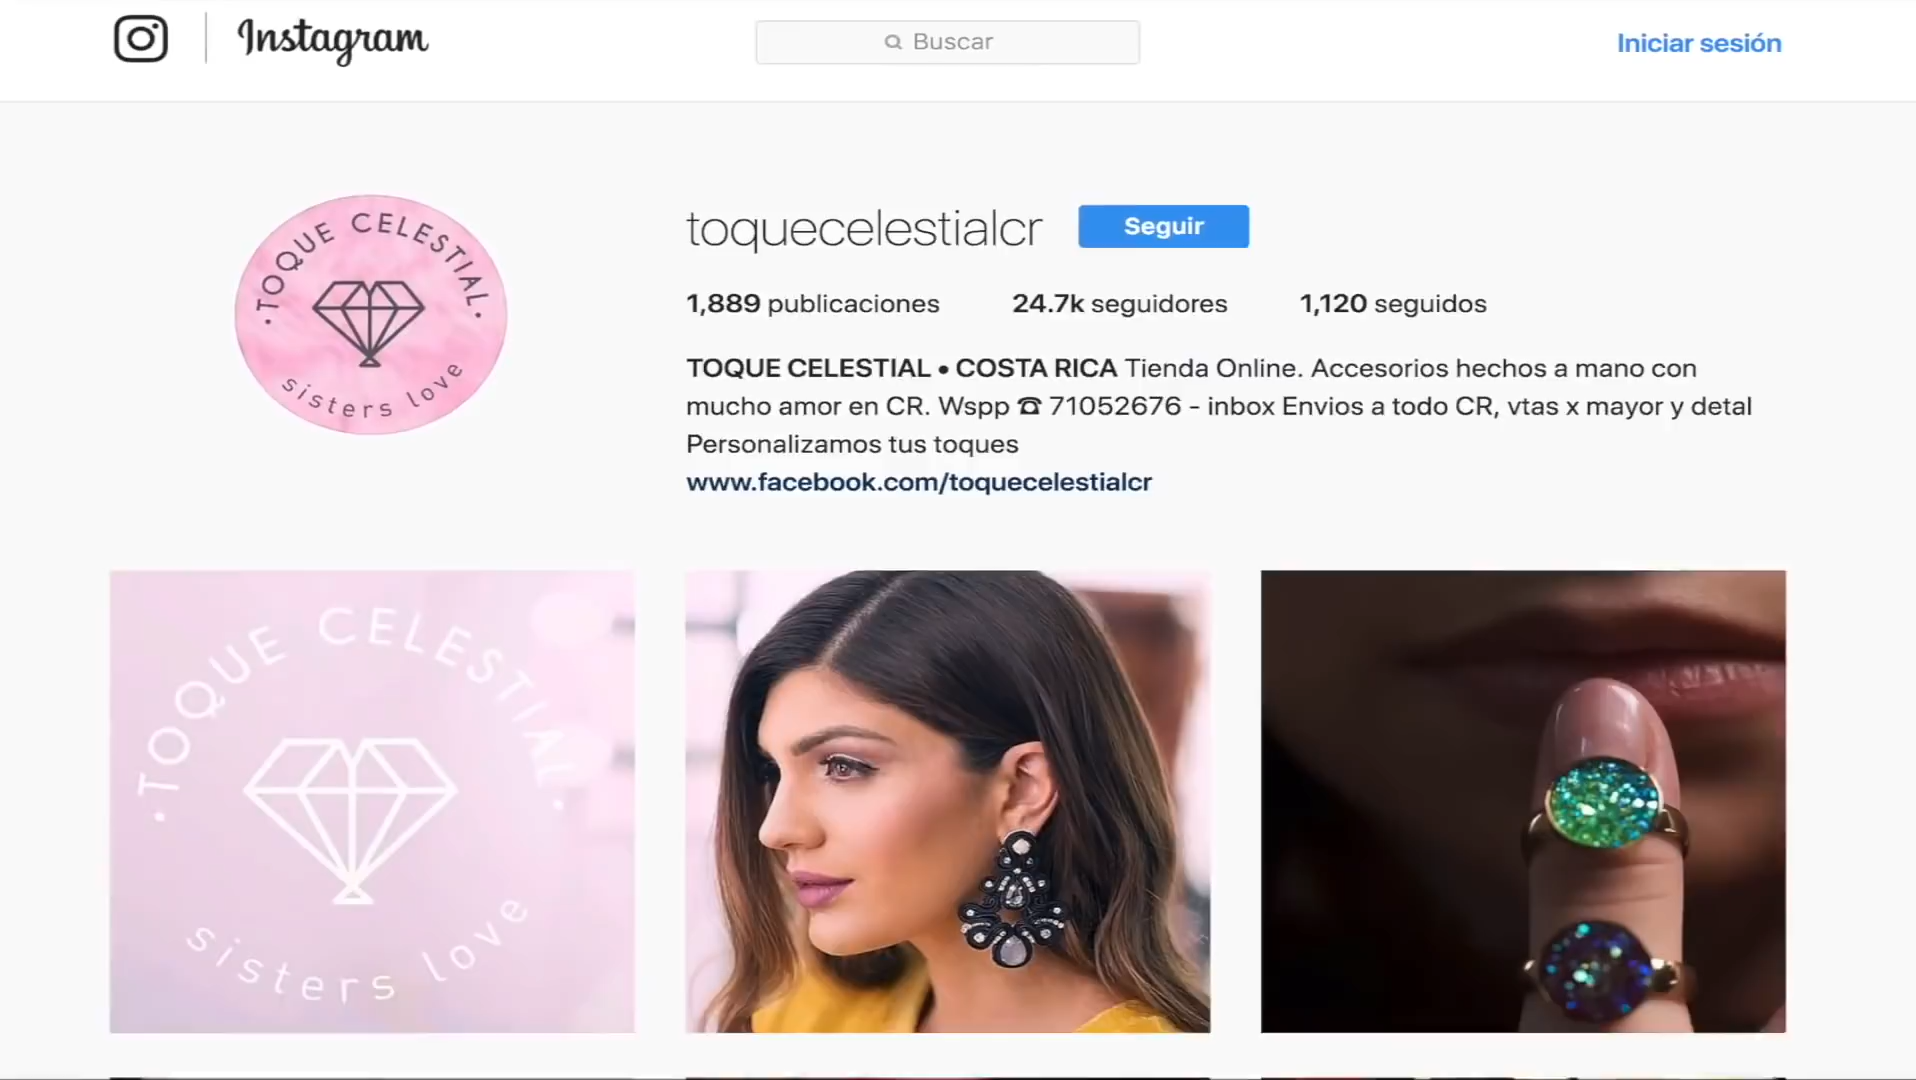 Instagram
Buscar
Iniciar sesión
· TOQUE CELESTIAL ·
sisters love
toquecelestialcr
Seguir
1,889 publicaciones
24.7k seguidores
1,120 seguidos
TOQUE CELESTIAL • COSTA RICA Tienda Online. Accesorios hechos a mano con
mucho amor en CR. Wspp ☎ 71052676 - inbox Envios a todo CR, vtas x mayor y detal
Personalizamos tus toques
www.facebook.com/toquecelestialcr
· TOQUE CELESTIAL ·
sisters love